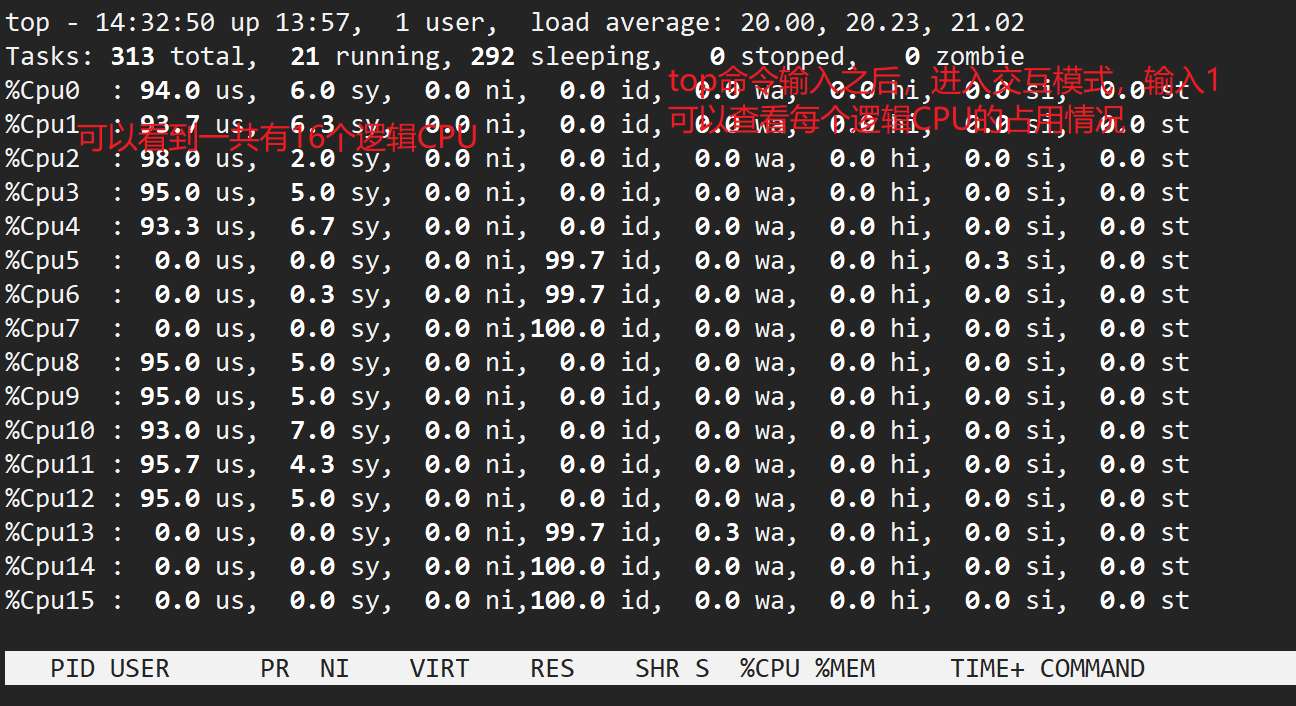 top - 14:32:50 up 13:57,  1 user,  load average: 20.00, 20.23, 21.02
Tasks: 313 total,  21 running, 292 sleeping,   0 stopped,   0 zombie
%Cpu0  : 94.0 us,  6.0 sy,  0.0 ni,  0.0 id,  0.0 wa,  0.0 hi,  0.0 si,  0.0 st
top命令输入之后，进入交互模式，输入1
可以查看每个逻辑CPU的占用情况
%Cpu1  : 93.7 us,  6.3 sy,  0.0 ni,  0.0 id,  0.0 wa,  0.0 hi,  0.0 si,  0.0 st
可以看到一共有16个逻辑CPU
%Cpu2  : 98.0 us,  2.0 sy,  0.0 ni,  0.0 id,  0.0 wa,  0.0 hi,  0.0 si,  0.0 st
%Cpu3  : 95.0 us,  5.0 sy,  0.0 ni,  0.0 id,  0.0 wa,  0.0 hi,  0.0 si,  0.0 st
%Cpu4  : 93.3 us,  6.7 sy,  0.0 ni,  0.0 id,  0.0 wa,  0.0 hi,  0.0 si,  0.0 st
%Cpu5  :  0.0 us,  0.0 sy,  0.0 ni, 99.7 id,  0.0 wa,  0.0 hi,  0.3 si,  0.0 st
%Cpu6  :  0.0 us,  0.3 sy,  0.0 ni, 99.7 id,  0.0 wa,  0.0 hi,  0.0 si,  0.0 st
%Cpu7  :  0.0 us,  0.0 sy,  0.0 ni,100.0 id,  0.0 wa,  0.0 hi,  0.0 si,  0.0 st
%Cpu8  : 95.0 us,  5.0 sy,  0.0 ni,  0.0 id,  0.0 wa,  0.0 hi,  0.0 si,  0.0 st
%Cpu9  : 95.0 us,  5.0 sy,  0.0 ni,  0.0 id,  0.0 wa,  0.0 hi,  0.0 si,  0.0 st
%Cpu10 : 93.0 us,  7.0 sy,  0.0 ni,  0.0 id,  0.0 wa,  0.0 hi,  0.0 si,  0.0 st
%Cpu11 : 95.7 us,  4.3 sy,  0.0 ni,  0.0 id,  0.0 wa,  0.0 hi,  0.0 si,  0.0 st
%Cpu12 : 95.0 us,  5.0 sy,  0.0 ni,  0.0 id,  0.0 wa,  0.0 hi,  0.0 si,  0.0 st
%Cpu13 :  0.0 us,  0.0 sy,  0.0 ni, 99.7 id,  0.3 wa,  0.0 hi,  0.0 si,  0.0 st
%Cpu14 :  0.0 us,  0.0 sy,  0.0 ni,100.0 id,  0.0 wa,  0.0 hi,  0.0 si,  0.0 st
%Cpu15 :  0.0 us,  0.0 sy,  0.0 ni,100.0 id,  0.0 wa,  0.0 hi,  0.0 si,  0.0 st
PID USER      PR  NI    VIRT    RES    SHR S  %CPU %MEM     TIME+ COMMAND